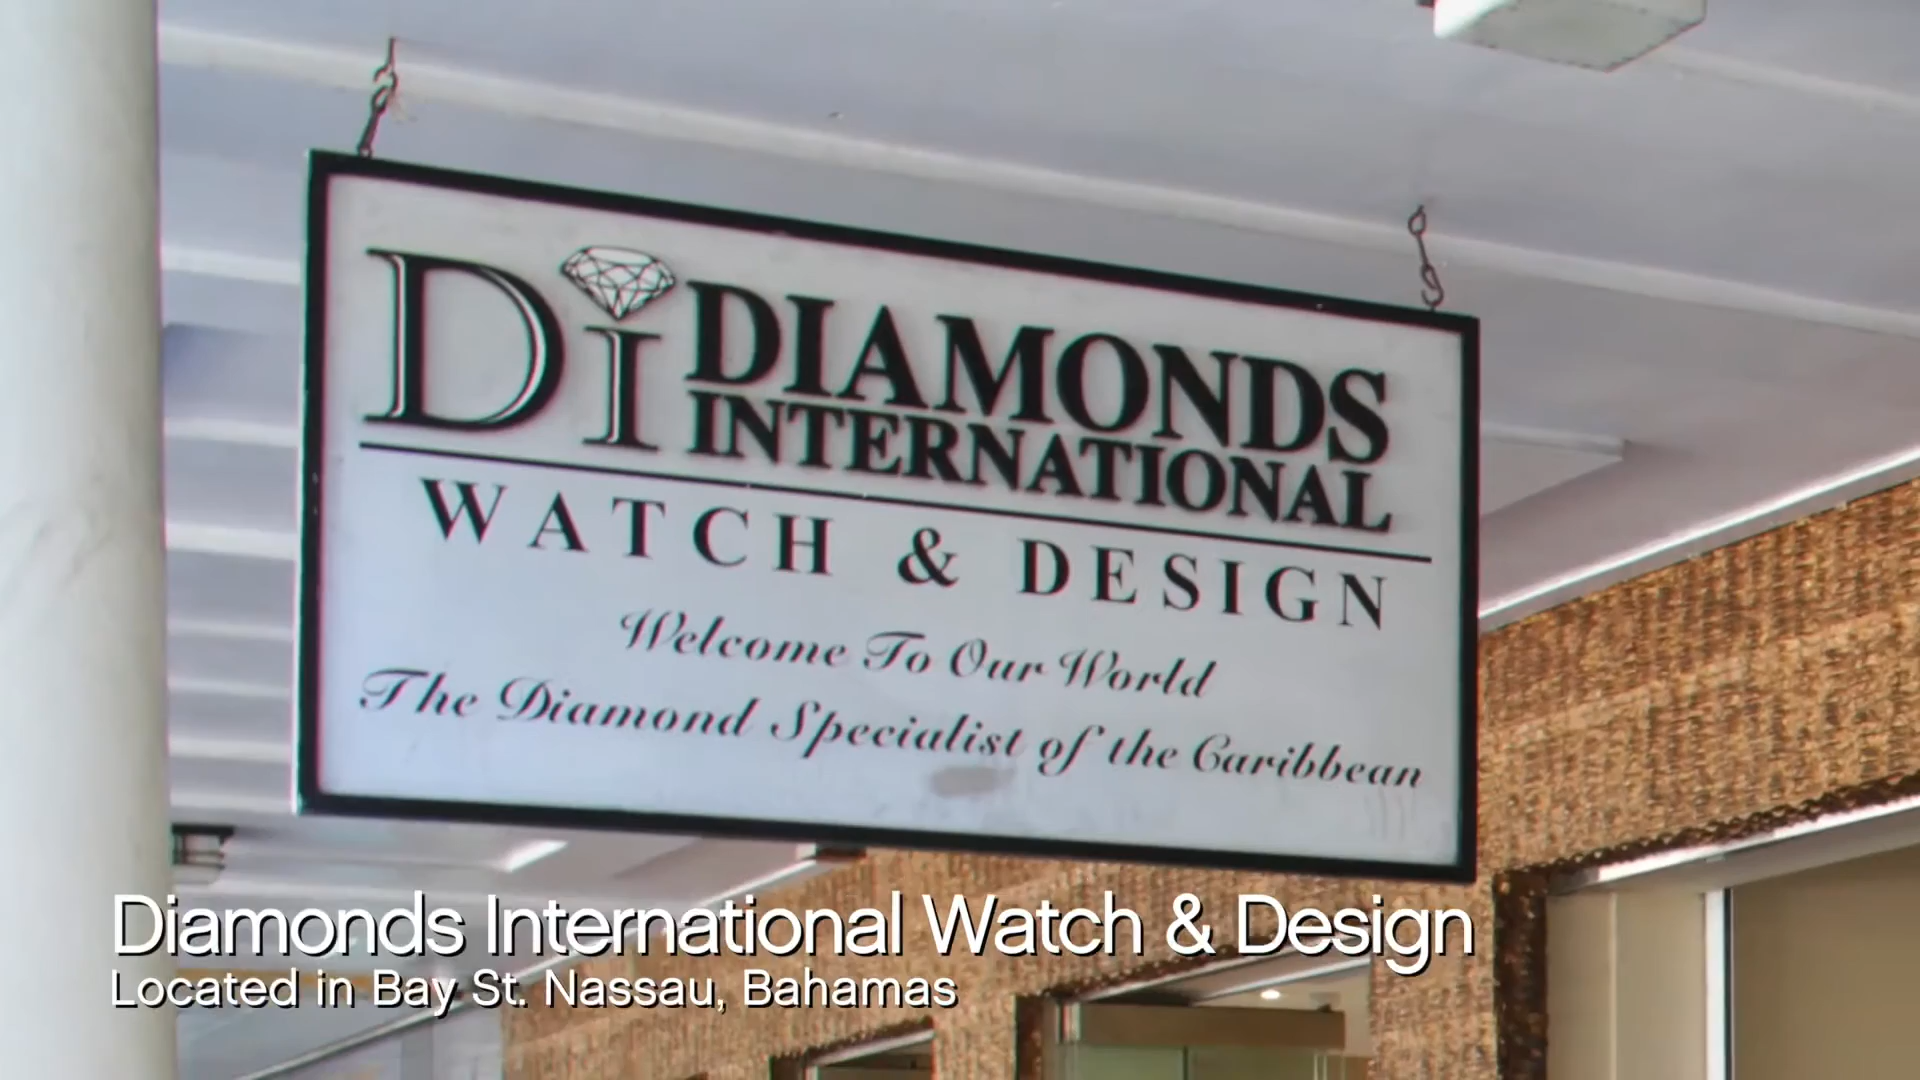 Di DIAMONDS
INTERNATIONAL
WATCH & DESIGN
Welcome To Our World
The Diamond Specialist of the Caribbean
Diamonds International Watch & Design
Located in Bay St. Nassau, Bahamas